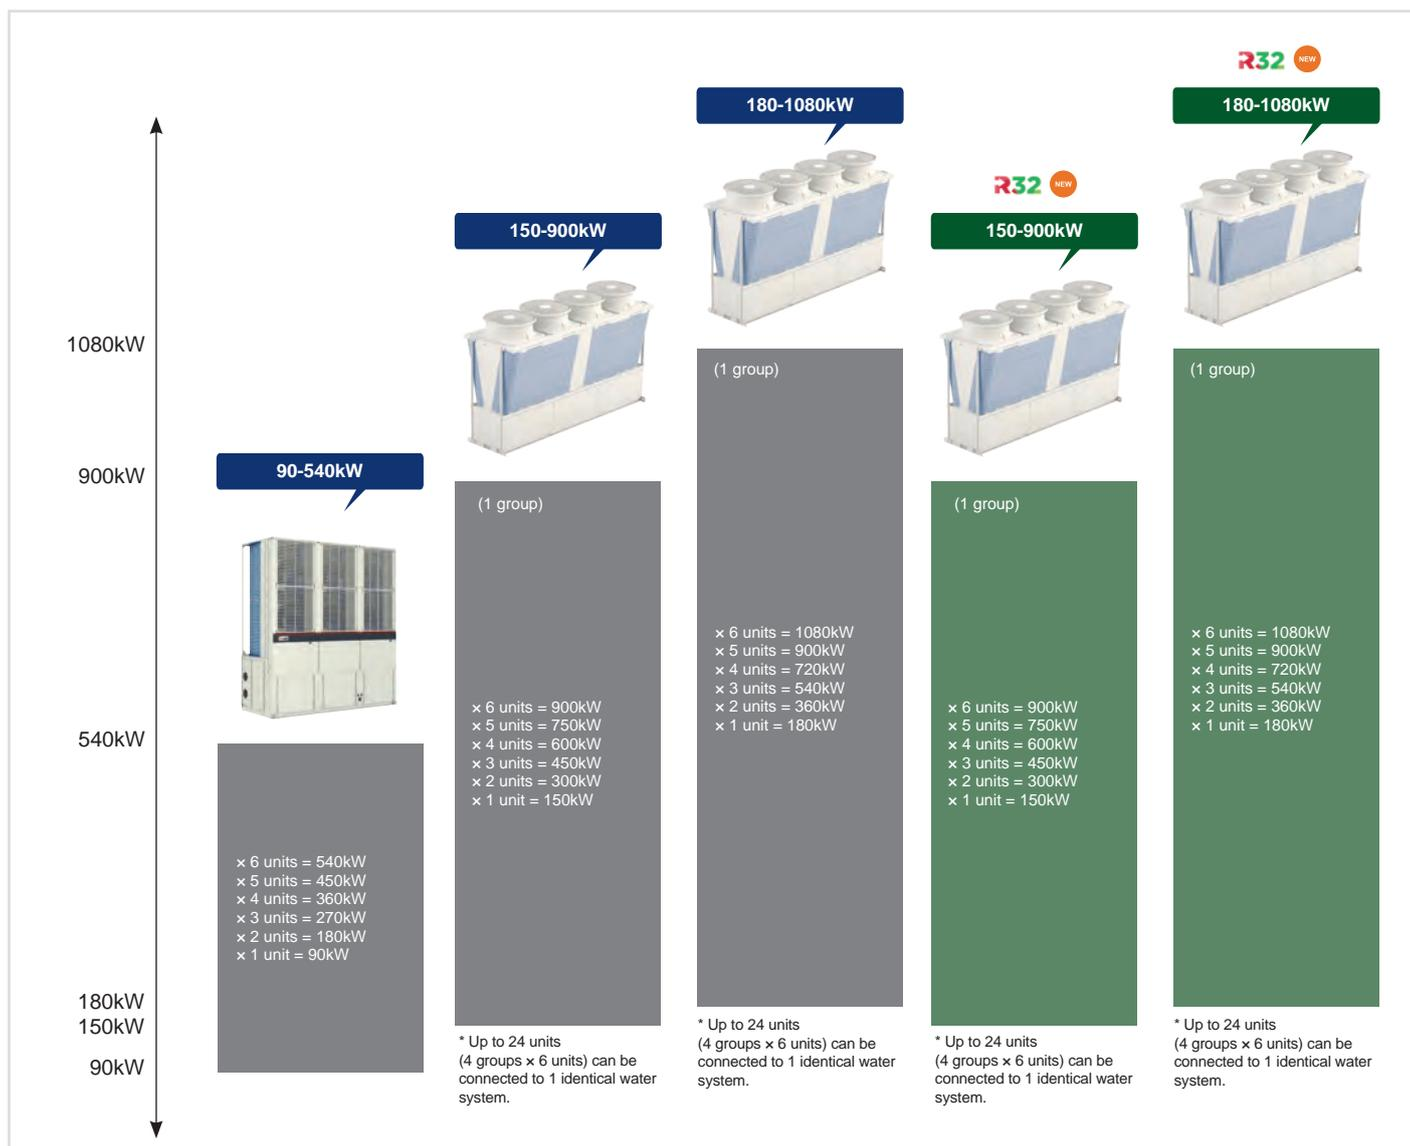 1080kW
900kW
540kW
180kW
150kW
90kW
90-540kW
× 6 units = 540kW
× 5 units = 450kW
× 4 units = 360kW
× 3 units = 270kW
× 2 units = 180kW
× 1 unit = 90kW
150-900kW
(1 group)
× 6 units = 900kW
× 5 units = 750kW
× 4 units = 600kW
× 3 units = 450kW
× 2 units = 300kW
× 1 unit = 150kW
* Up to 24 units
(4 groups × 6 units) can be
connected to 1 identical water
system.
180-1080kW
(1 group)
× 6 units = 1080kW
× 5 units = 900kW
× 4 units = 720kW
× 3 units = 540kW
× 2 units = 360kW
× 1 unit = 180kW
* Up to 24 units
(4 groups × 6 units) can be
connected to 1 identical water
system.
R32 NEW
150-900kW
(1 group)
× 6 units = 900kW
× 5 units = 750kW
× 4 units = 600kW
× 3 units = 450kW
× 2 units = 300kW
× 1 unit = 150kW
* Up to 24 units
(4 groups × 6 units) can be
connected to 1 identical water
system.
R32 NEW
180-1080kW
(1 group)
× 6 units = 1080kW
× 5 units = 900kW
× 4 units = 720kW
× 3 units = 540kW
× 2 units = 360kW
× 1 unit = 180kW
* Up to 24 units
(4 groups × 6 units) can be
connected to 1 identical water
system.